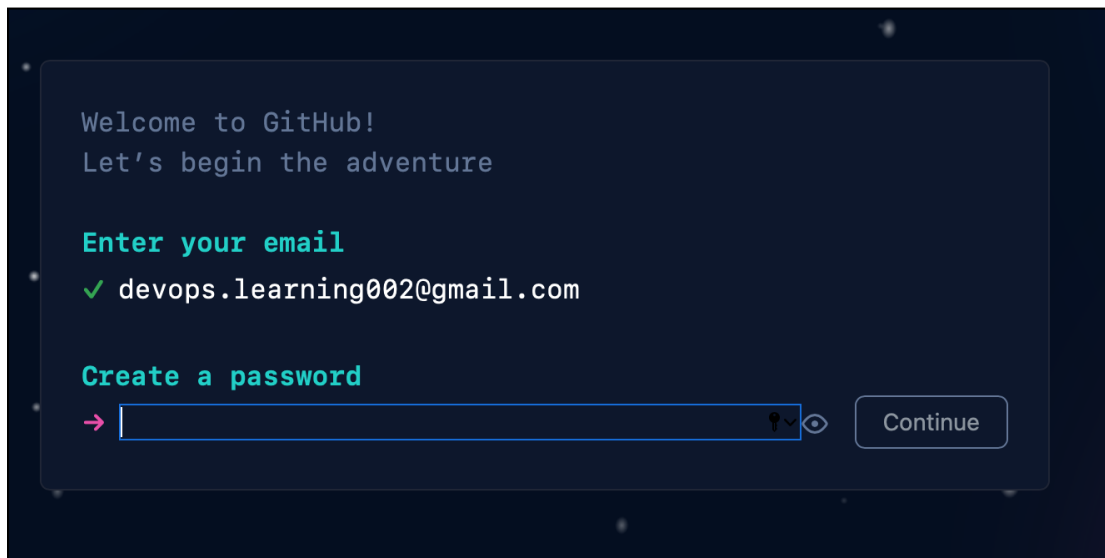 Welcome to GitHub!
Let’s begin the adventure
Enter your email
devops.learning002@gmail.com
Create a password
Continue